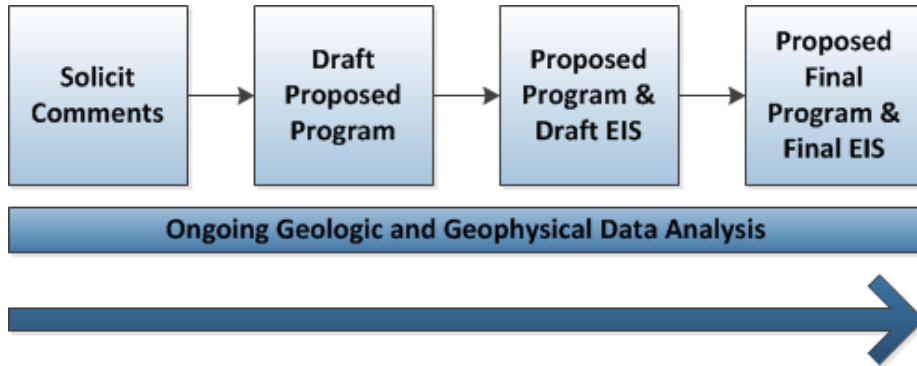 Solicit
Comments
Draft
Proposed
Program
Proposed
Program &
Draft EIS
Proposed
Final
Program &
Final EIS
Ongoing Geologic and Geophysical Data Analysis